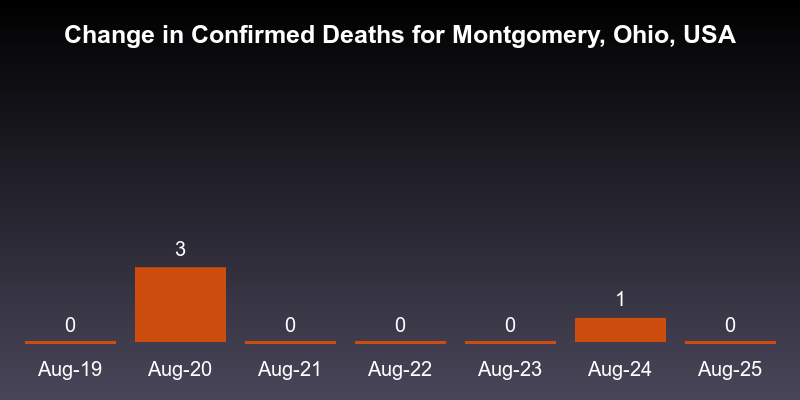 Change in Confirmed Deaths for Montgomery, Ohio, USA
0 3 0 0 0 1 0
Aug-19 Aug-20 Aug-21 Aug-22 Aug-23 Aug-24 Aug-25